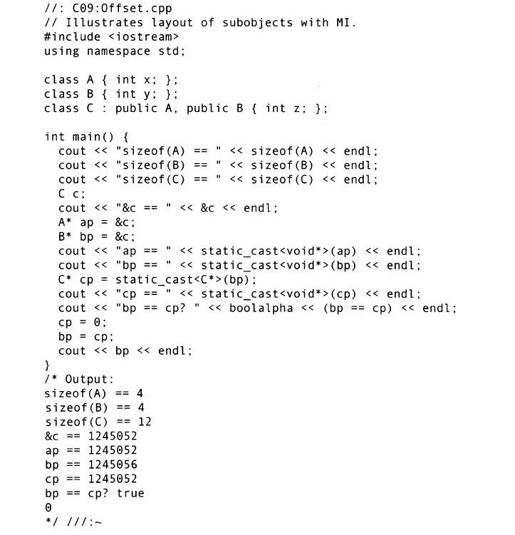 //: C09:Offset.cpp
// Illustrates layout of subobjects with MI.
#include <iostream>
using namespace std;

class A { int x; };
class B { int y; };
class C : public A, public B { int z; };

int main() {
  cout << "sizeof(A) == " << sizeof(A) << endl;
  cout << "sizeof(B) == " << sizeof(B) << endl;
  cout << "sizeof(C) == " << sizeof(C) << endl;
  C c;
  cout << "&c == " << &c << endl;
  A* ap = &c;
  B* bp = &c;
  cout << "ap == " << static_cast<void*>(ap) << endl;
  cout << "bp == " << static_cast<void*>(bp) << endl;
  C* cp = static_cast<C*>(bp);
  cout << "cp == " << static_cast<void*>(cp) << endl;
  cout << "bp == cp? " << boolalpha << (bp == cp) << endl;
  cp = 0;
  bp = cp;
  cout << bp << endl;
}
/* Output:
sizeof(A) == 4
sizeof(B) == 4
sizeof(C) == 12
&c == 1245052
ap == 1245052
bp == 1245056
cp == 1245052
bp == cp? true
0
*/ ///:~